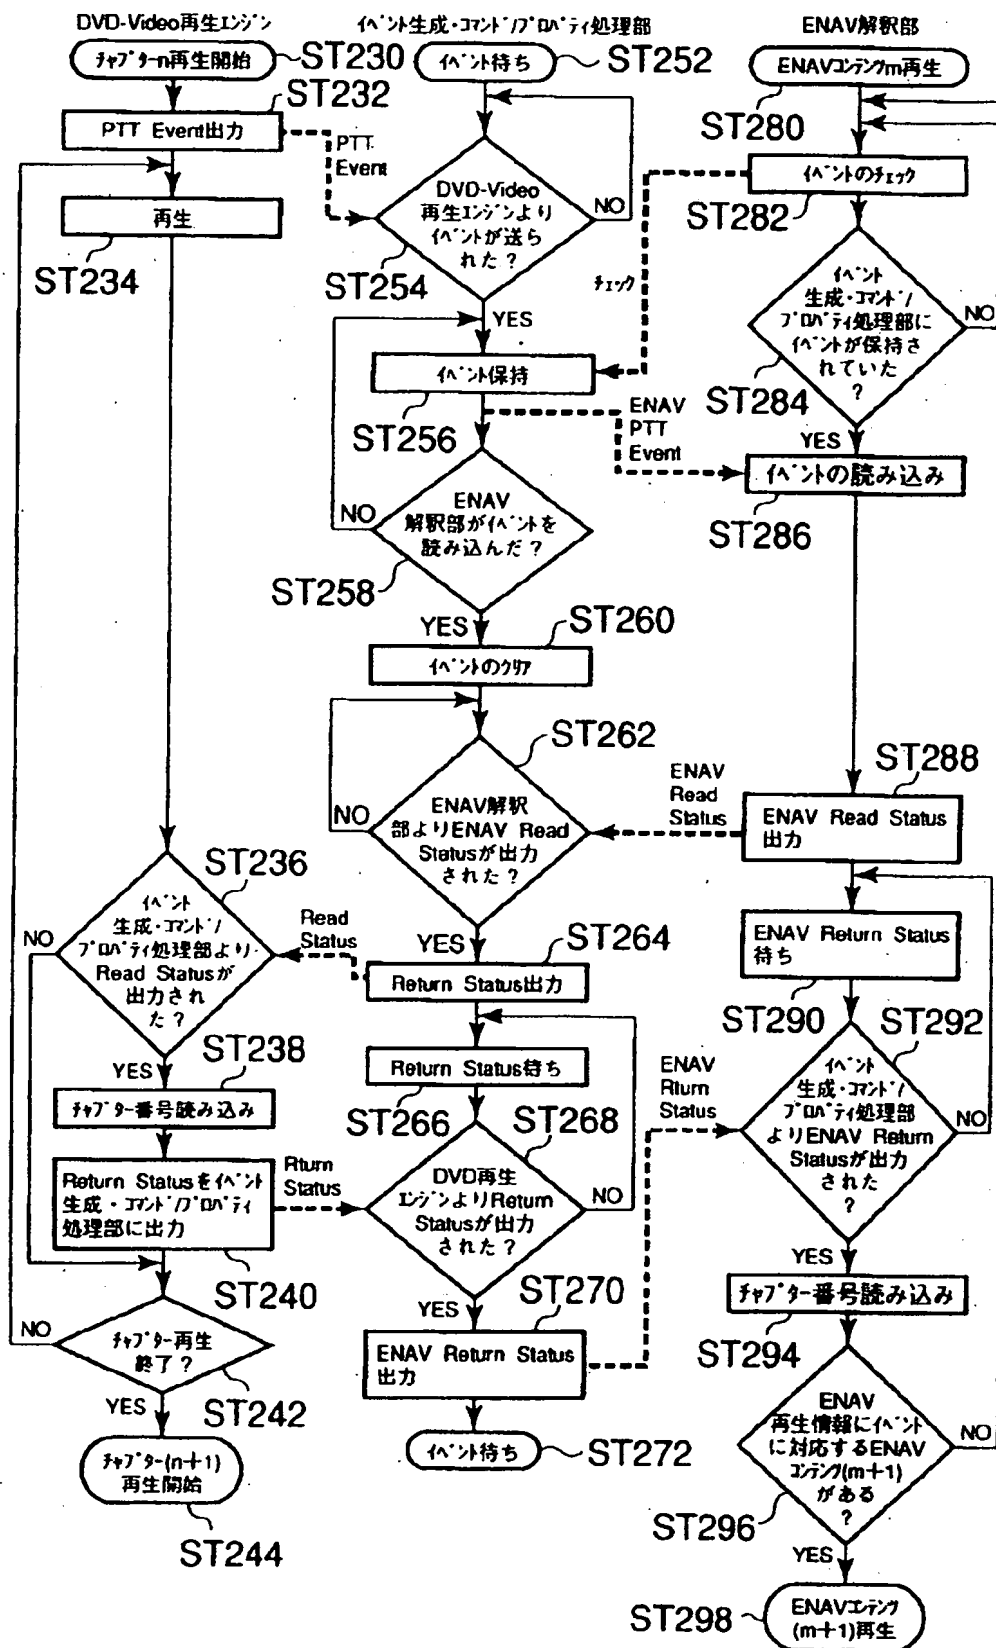 DVD-Video再生エンジン
チャプターn再生開始
ST230
ST232
PTT Event出力
PTT
Event
再生
ST234
ST236
イベント
生成・コマンド/
プロパティ処理部より
Read Statusが
出力され
た?
NO
YES
ST238
チャプター番号読み込み
Return Statusをイベント
生成・コマンド/プロパティ
処理部に出力
ST240
Rturn
Status
チャプター再生
終了?
NO
YES
ST242
チャプター(n+1)
再生開始
ST244
イベント生成・コマンド/プロパティ処理部
イベント待ち
ST252
DVD-Video
再生エンジンより
イベントが送ら
れた?
NO
ST254
YES
イベント保持
ST256
チェック
ENAV
PTT
Event
ENAV
解釈部がイベントを
読み込んだ?
NO
ST258
YES
ST260
イベントのクリア
ST262
ENAV解釈
部よりENAV Read
Statusが出力
された?
NO
YES
ST264
Read
Status
Return Status出力
Return Status待ち
ST266
ST268
DVD再生
エンジンよりReturn
Statusが出力
された?
NO
YES
ST270
ENAV Return Status
出力
イベント待ち
ST272
ENAV解釈部
ENAVコンテンツm再生
ST280
イベントのチェック
ST282
イベント
生成・コマンド/
プロパティ処理部に
イベントが保持さ
れていた
?
NO
ST284
YES
イベントの読み込み
ST286
ST288
ENAV
Read
Status
ENAV Read Status
出力
ENAV Return Status
待ち
ST290
ST292
ENAV
Rturn
Status
イベント
生成・コマンド/
プロパティ処理部
よりENAV Return
Statusが出力
された
?
NO
YES
チャプター番号読み込み
ST294
ENAV
再生情報にイベント
に対応するENAV
コンテンツ(m+1)
がある
?
NO
ST296
YES
ENAVコンテンツ
(m+1)再生
ST298